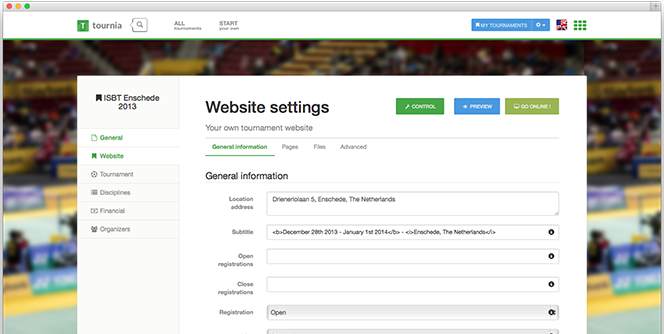 T tournia
ALL
tournaments
START
your own
MY TOURNAMENTS
ISBT Enschede
2013
General
Website
Tournament
Disciplines
Financial
Organizers
Website settings
CONTROL
PREVIEW
GO ONLINE !
Your own tournament website
General information
Pages
Files
Advanced
General information
Location
address
Drienerlolaan 5, Enschede, The Netherlands
Subtitle
<b>December 28th 2013 - January 1st 2014</b> - <i>Enschede, The Netherlands</i>
Open
registrations
Close
registrations
Registration
Open